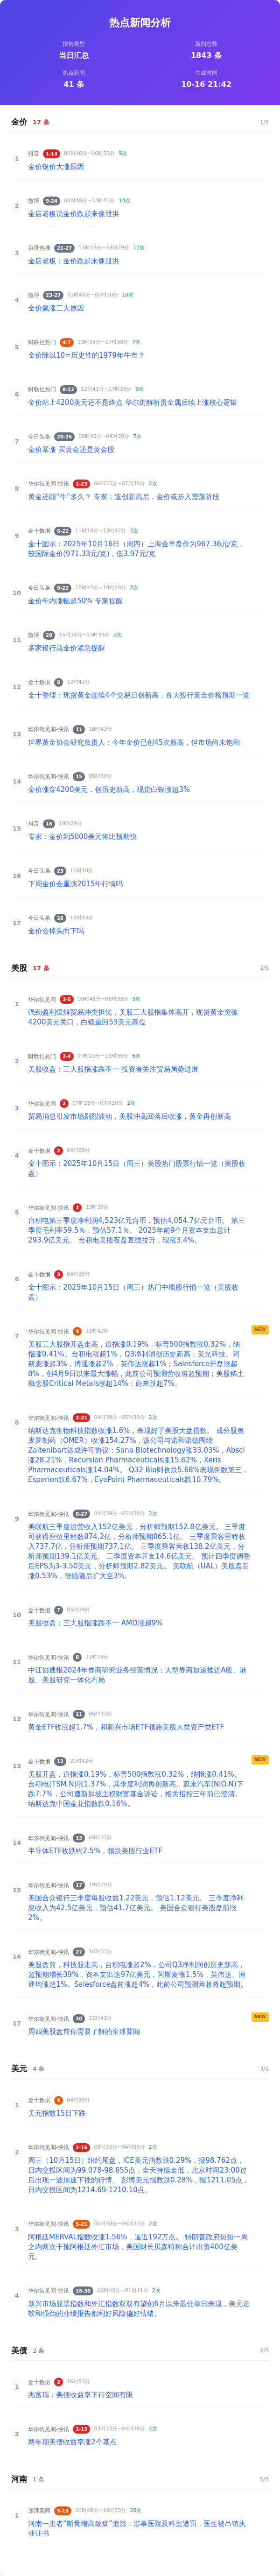 热点新闻分析
报告类型
当日汇总
新闻总数
1843 条
热点新闻
41 条
生成时间
10-16 21:42
金价 17 条 1/5
1
抖音 1-13 00时48分~06时33分 9次
金价银价大涨原因
2
微博 9-24 00时48分~12时42分 14次
金店老板说金价跌起来像泄洪
3
百度热搜 21-27 11时18分~19时29分 12次
金店老板：金价跌起来像泄洪
4
微博 23-27 01时40分~07时30分 10次
金价飙涨三大原因
5
财联社热门 4-7 13时36分~17时39分 7次
金价除以10=历史性的1979年牛市？
6
财联社热门 8-12 12时41分~17时39分 9次
金价站上4200美元还不是终点 华尔街解析贵金属后续上涨核心逻辑
7
今日头条 20-26 00时48分~04时39分 7次
金价暴涨 买黄金还是黄金股
8
华尔街见闻-快讯 1-23 06时33分~07时30分 2次
黄金还能“牛”多久？ 专家：迭创新高后，金价或步入震荡阶段
9
金十数据 6-22 11时18分~12时42分 2次
金十图示：2025年10月16日（周四）上海金早盘价为967.36元/克，
较国际金价(971.33元/克)，低3.97元/克
10
今日头条 9-22 18时43分~19时29分 2次
金价年内涨幅超50% 专家提醒
11
微博 28 15时34分~15时35分 2次
多家银行就金价紧急提醒
12
金十数据 8 12时42分
金十整理：现货黄金连续4个交易日创新高，各大投行黄金价格预期一览
13
华尔街见闻-快讯 11 18时43分
世界黄金协会研究负责人：今年金价已创45次新高，但市场尚未饱和
14
华尔街见闻-快讯 15 05时30分
金价涨穿4200美元，创历史新高，现货白银涨超3%
15
抖音 16 19时29分
专家：金价到5000美元将比预期快
16
今日头条 23 11时18分
下周金价会重演2015年行情吗
17
今日头条 26 18时43分
金价会掉头向下吗
美股 17 条 2/5
1
华尔街见闻 3-5 00时48分~06时33分 9次
强劲盈利缓解贸易冲突担忧，美股三大股指集体高开，现货黄金突破
4200美元关口，白银重回53美元高位
2
财联社热门 2-4 07时29分~13时36分 6次
美股收盘：三大股指涨跌不一 投资者关注贸易局势进展
3
华尔街见闻 2 07时29分~07时30分 2次
贸易消息引发市场剧烈波动，美股冲高回落后收涨，黄金再创新高
4
金十数据 2 04时39分
金十图示：2025年10月15日（周三）美股热门股票行情一览（美股收
盘）
5
华尔街见闻-快讯 2 13时36分
台积电第三季度净利润4,523亿元台币，预估4,054.7亿元台币。 第三
季度毛利率59.5％，预估57.1％。 2025年前9个月资本支出总计
293.9亿美元。 台积电美股夜盘直线拉升，现涨3.4%。
6
金十数据 3 04时39分
金十图示：2025年10月15日（周三）热门中概股行情一览（美股收
盘）
7
华尔街见闻-快讯 4 21时42分 NEW
美股三大股指开盘走高，道指涨0.19%，标普500指数涨0.32%，纳
指涨0.41%。台积电涨超1%，Q3净利润创历史新高；美光科技、阿
斯麦涨超3%，博通涨超2%，英伟达涨超1%；Salesforce开盘涨超
8%，创4月9日以来最大涨幅，此前公司预测营收将超预期；美股稀土
概念股Critical Metals涨超14%；蔚来跌超7%。
8
华尔街见闻-快讯 2-21 04时39分~05时30分 2次
纳斯达克生物科技指数收涨1.6%，表现好于美股大盘指数。 成分股奥
麦罗制药（OMER）收涨154.27%，该公司与诺和诺德围绕
Zaltenibart达成许可协议；Sana Biotechnology涨33.03%，Absci
涨28.21%，Recursion Pharmaceuticals涨15.62%，Xeris
Pharmaceuticals涨14.04%。 Q32 Bio则收跌5.68%表现倒数第三，
Esperion跌6.67%，EyePoint Pharmaceuticals跌10.79%。
9
华尔街见闻-快讯 8-27 04时39分~05时30分 2次
美联航三季度运营收入152亿美元，分析师预期152.8亿美元。 三季度
可获得座位里程数874.2亿，分析师预期865.1亿。 三季度乘客里程收
入737.7亿，分析师预期737.1亿。 三季度乘客营收138.2亿美元，分
析师预期139.1亿美元。 三季度资本开支14.6亿美元。 预计四季度调整
后EPS为3-3.50美元，分析师预期2.82美元。 美联航（UAL）美股盘后
涨0.53%，涨幅随后扩大至3%。
10
金十数据 7 04时39分
美股收盘：三大股指涨跌不一 AMD涨超9%
11
华尔街见闻-快讯 8 11时18分
中证协通报2024年券商研究业务经营情况：大型券商加速推进A股、港
股、美股研究一体化布局
12
华尔街见闻-快讯 11 06时33分
黄金ETF收涨超1.7%，和新兴市场ETF领跑美股大类资产类ETF
13
金十数据 12 21时42分 NEW
美股开盘，道指涨0.19%，标普500指数涨0.32%，纳指涨0.41%。
台积电(TSM.N)涨1.37%，其季度利润再创新高。蔚来汽车(NIO.N)下
跌7.7%，公司遭新加坡主权财富基金诉讼，相关指控三年前已澄清。
纳斯达克中国金龙指数跌0.16%。
14
华尔街见闻-快讯 13 06时33分
半导体ETF收跌约2.5%，领跌美股行业ETF
15
华尔街见闻-快讯 17 19时29分
美国合众银行三季度每股收益1.22美元，预估1.12美元。 三季度净利
息收入为42.5亿美元，预估41.7亿美元。 美国合众银行美股盘前涨
2%。
16
华尔街见闻-快讯 27 16时53分
美股盘前，科技股走高，台积电涨超2%，公司Q3净利润创历史新高，
超预期增长39%，资本支出达97亿美元，阿斯麦涨1.5%，英伟达、博
通均涨超1%。Salesforce盘前涨超4%，此前公司预测营收将超预期。
17
华尔街见闻-快讯 30 21时42分 NEW
周四美股盘前你需要了解的全球要闻
美元 4 条 3/5
1
金十数据 4 04时39分
美元指数15日下跌
2
华尔街见闻-快讯 2-16 03时33分~04时39分 2次
周三（10月15日）纽约尾盘，ICE美元指数跌0.29%，报98.762点，
日内交投区间为99.078-98.655点，全天持续走低，北京时间23:00过
后出现一波加速下挫的行情。 彭博美元指数跌0.28%，报1211.05点，
日内交投区间为1214.69-1210.10点。
3
华尔街见闻-快讯 5-21 05时30分~06时33分 2次
阿根廷MERVAL指数收涨1.56%，逼近192万点。 特朗普政府短短一周
之内两次干预阿根廷外汇市场，美国财长贝森特称合计出资400亿美
元。
4
华尔街见闻-快讯 16-30 00时48分~01时41分 2次
新兴市场股票指数和外汇指数双双有望创6月以来最佳单日表现，美元走
软和强劲的业绩报告都利好风险偏好情绪。
美债 2 条 4/5
1
金十数据 2 16时53分
杰富瑞：美债收益率下行空间有限
2
华尔街见闻-快讯 1-15 03时33分~04时39分 2次
两年期美债收益率涨2个基点
河南 1 条 5/5
1
澎湃新闻 5-15 00时48分~16时53分 20次
河南一患者“断骨增高致瘸”追踪：涉事医院及科室遭罚，医生被吊销执
业证书